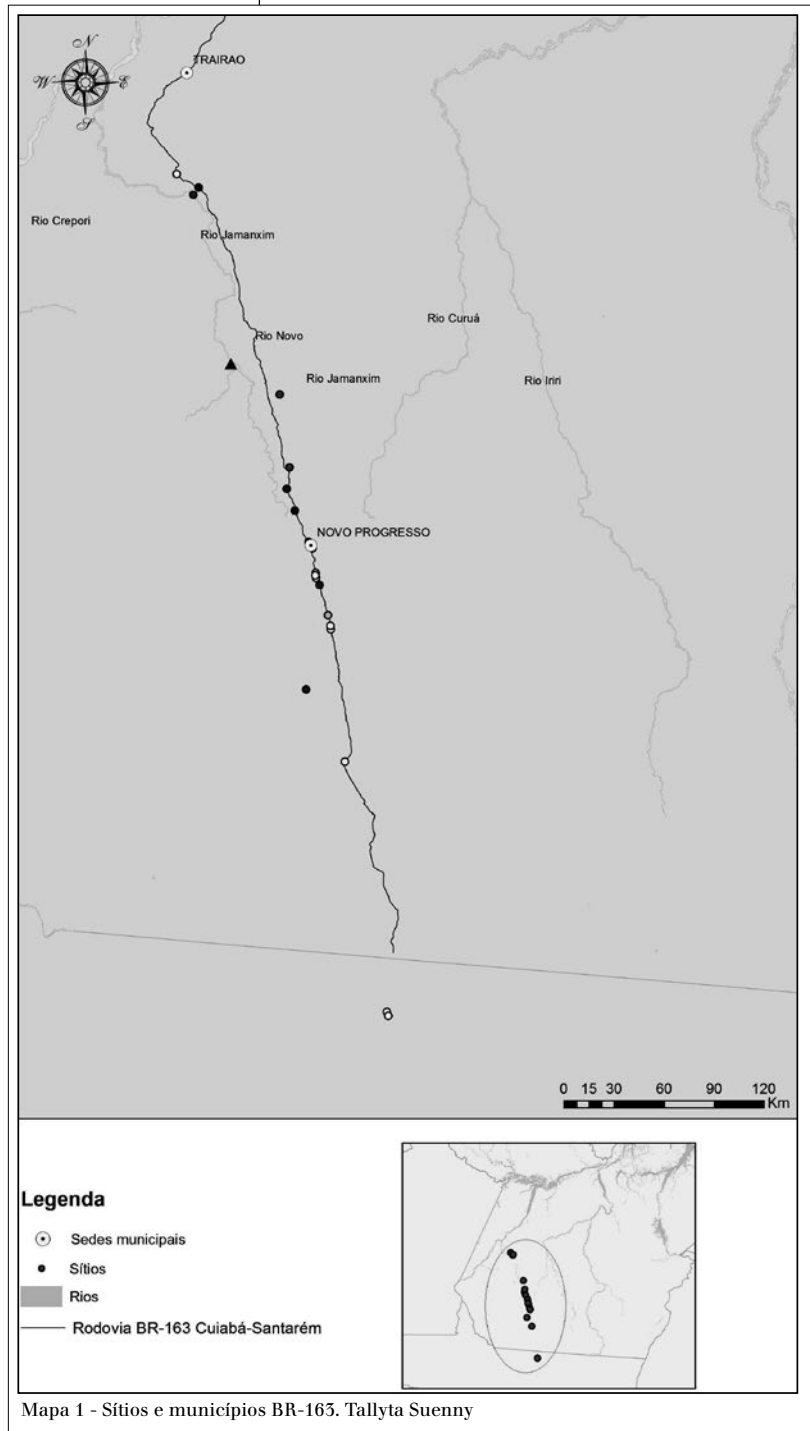 N
W
E
S
TRAIRAO
Rio Crepori
Rio Jamanxim
Rio Novo
Rio Curuá
Rio Jamanxim
Rio Iriri
NOVO PROGRESSO
0 15 30 60 90 120
Km
Legenda
Sedes municipais
Sítios
Rios
Rodovia BR-163 Cuiabá-Santarém
Mapa 1 - Sítios e municípios BR-163. Tallyta Suenny